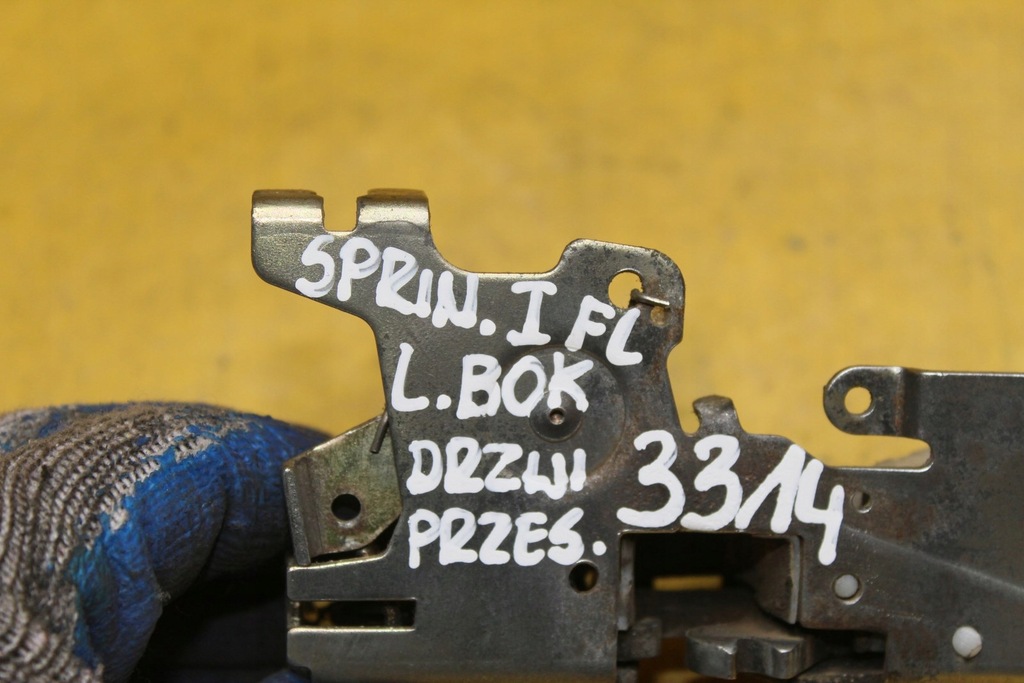 SPRIN. I FL
L. BOK
DRZWI
PRZES.
3314